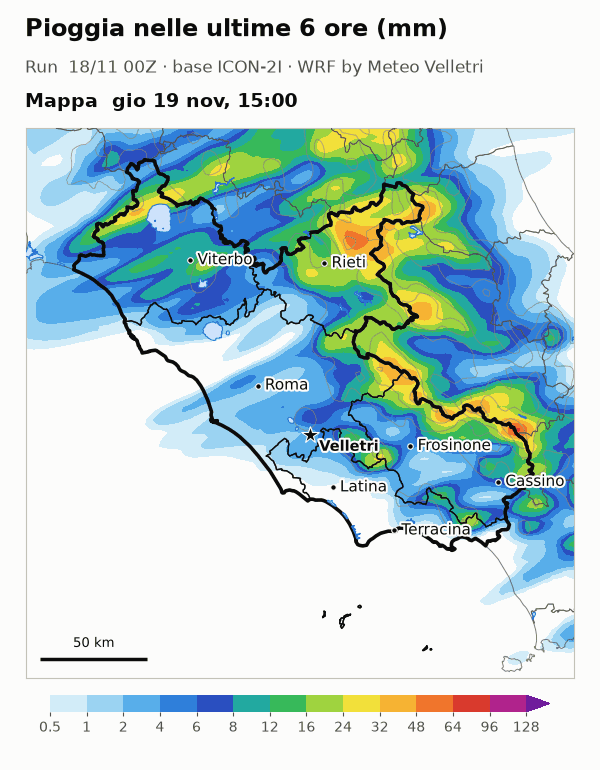 Pioggia nelle ultime 6 ore (mm)
Run  18/11 00Z · base ICON-2I · WRF by Meteo Velletri
Mappa  gio 19 nov, 15:00
Viterbo
Rieti
Roma
Velletri
Frosinone
Cassino
Latina
Terracina
50 km
0.5 1 2 4 6 8 12 16 24 32 48 64 96 128